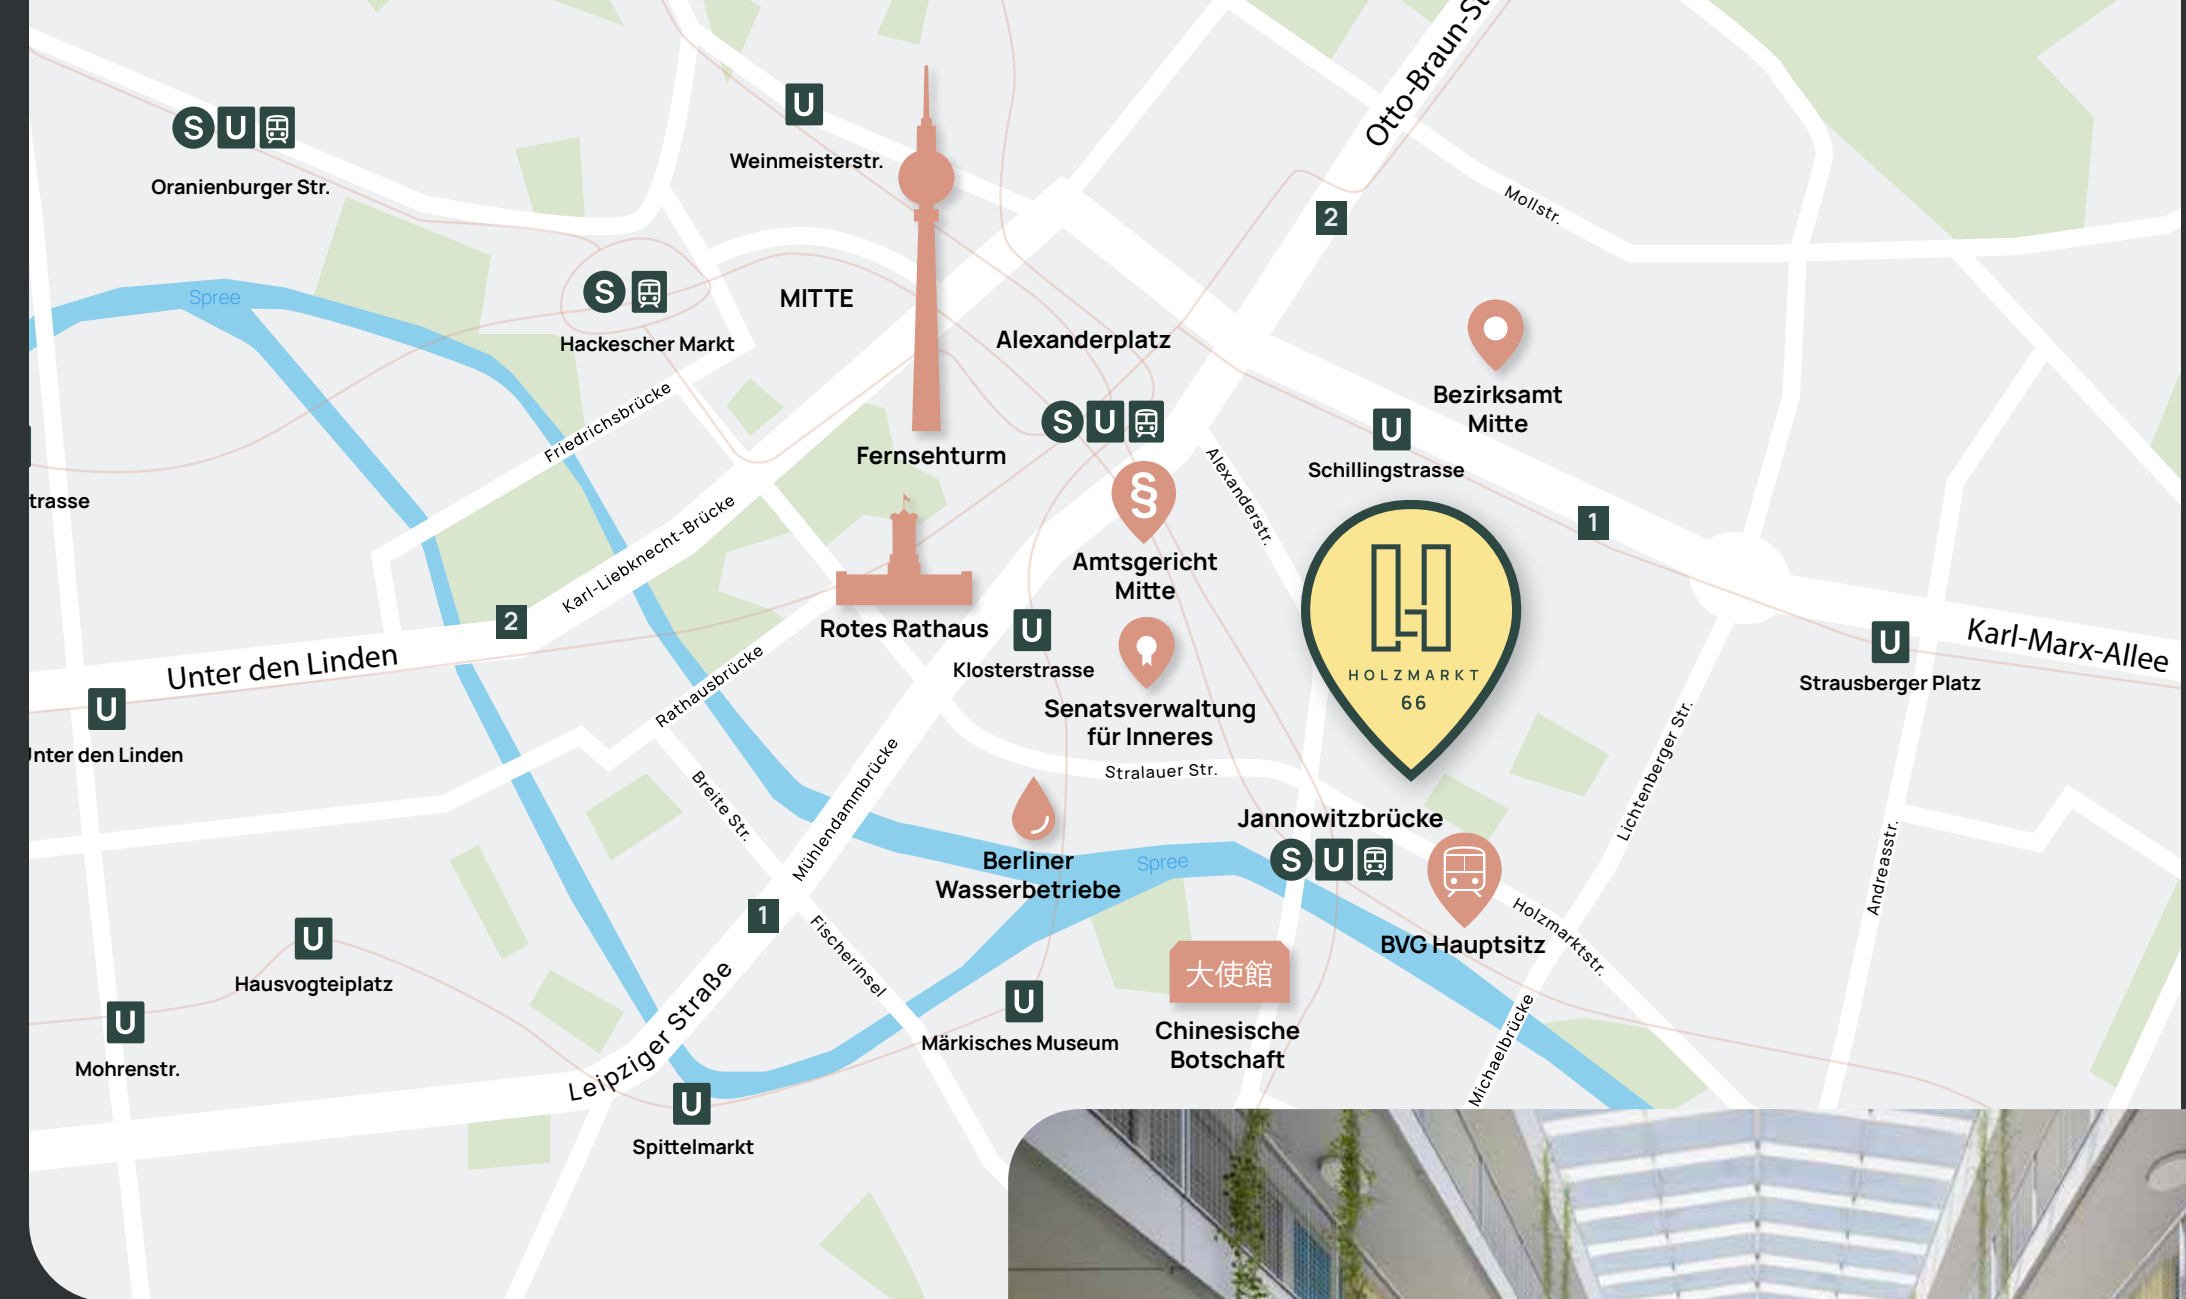 Otto-Braun-St
U
S U
Weinmeisterstr.
Oranienburger Str.
Mollstr.
2
Spree
S
MITTE
Hackescher Markt
Alexanderplatz
Bezirksamt
Mitte
Friedrichsbrücke
S U
U
Fernsehturm
Schillingstrasse
Alexanderstr.
trasse
Karl-Liebknecht-Brücke
§
1
Amtsgericht
Mitte
2
Rotes Rathaus
U
Klosterstrasse
HOLZMARKT
66
U
Karl-Marx-Allee
Strausberger Platz
Unter den Linden
U
nter den Linden
Rathausbrücke
Senatsverwaltung
für Inneres
Stralauer Str.
Lichtenberger Str.
Breite Str.
Mühlendammbrücke
Jannowitzbrücke
S U
Berliner
Wasserbetriebe
Spree
Andreasstr.
1
U
Hausvogteiplatz
Fischerinsel
BVG Hauptsitz
Holzmarktstr.
大使館
Leipziger Straße
U
Märkisches Museum
Chinesische
Botschaft
Michaelbrücke
U
Mohrenstr.
U
Spittelmarkt